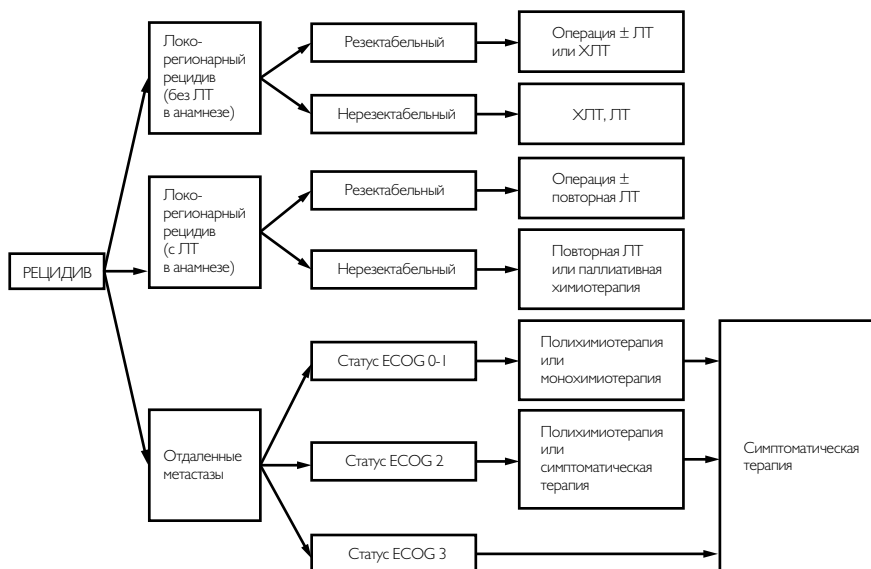 Локо-
регионарный
рецидив
(без ЛТ
в анамнезе)
Резектабельный
Операция ± ЛТ
или ХЛТ
Нерезектабельный
ХЛТ, ЛТ
Локо-
регионарный
рецидив
(с ЛТ
в анамнезе)
Резектабельный
Операция ±
повторная ЛТ
Нерезектабельный
Повторная ЛТ
или паллиативная
химиотерапия
РЕЦИДИВ
Отдаленные
метастазы
Статус ECOG 0-1
Полихимиотерапия
или
монохимиотерапия
Статус ECOG 2
Полихимиотерапия
или
симптоматическая
терапия
Статус ECOG 3
Симптоматическая
терапия